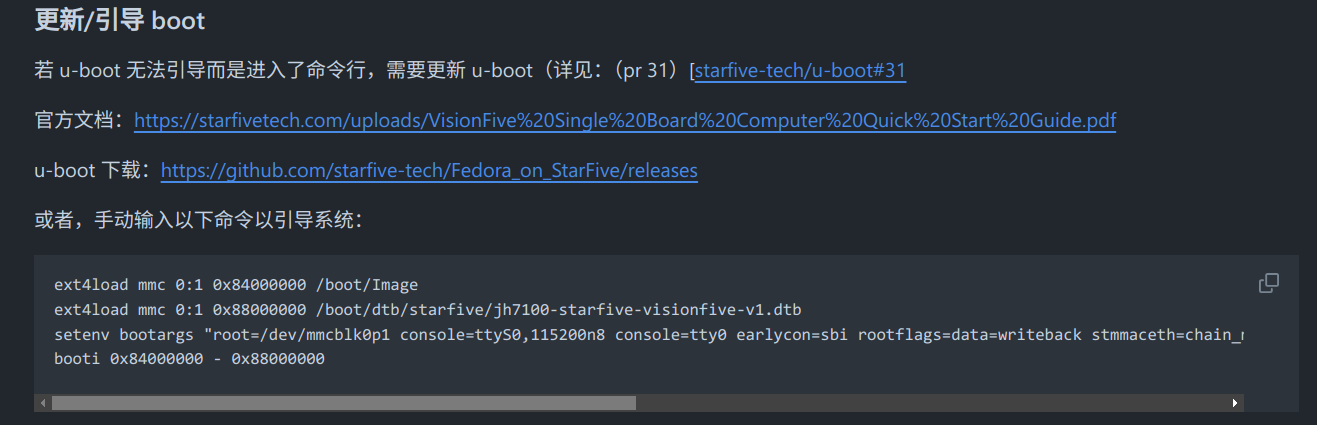 更新/引导 boot
若 u-boot 无法引导而是进入了命令行，需要更新 u-boot（详见：（pr 31）[starfive-tech/u-boot#31
官方文档：https://starfivetech.com/uploads/VisionFive%20Single%20Board%20Computer%20Quick%20Start%20Guide.pdf
u-boot 下载：https://github.com/starfive-tech/Fedora_on_StarFive/releases
或者，手动输入以下命令以引导系统：
ext4load mmc 0:1 0x84000000 /boot/Image
ext4load mmc 0:1 0x88000000 /boot/dtb/starfive/jh7100-starfive-visionfive-v1.dtb
setenv bootargs "root=/dev/mmcblk0p1 console=ttyS0,115200n8 console=tty0 earlycon=sbi rootflags=data=writeback stmmaceth=chain_
booti 0x84000000 - 0x88000000